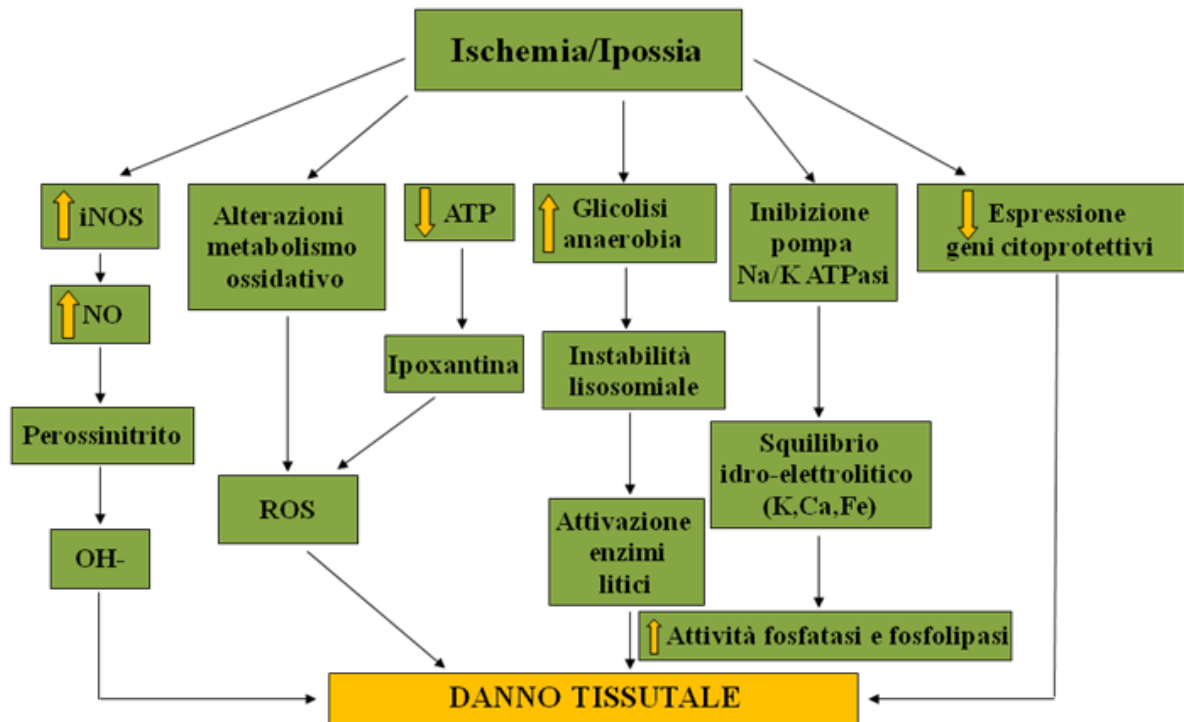 Ischemia/Ipossia
iNOS
NO
Perossinitrito
OH-
Alterazioni
metabolismo
ossidativo
ROS
ATP
Ipoxantina
Glicolisi
anaerobia
Instabilità
lisosomiale
Attivazione
enzimi
litici
Inibizione
pompa
Na/K ATPasi
Squilibrio
idro-elettrolitico
(K,Ca,Fe)
Attività fosfatasi e fosfolipasi
Espressione
geni citoprotettivi
DANNO TISSUTALE